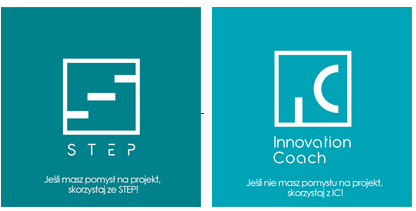 STEP
Jeśli masz pomysł na projekt,
skorzystaj ze STEP!
iC
Innovation
Coach
Jeśli nie masz pomysłu na projekt,
skorzystaj z IC!